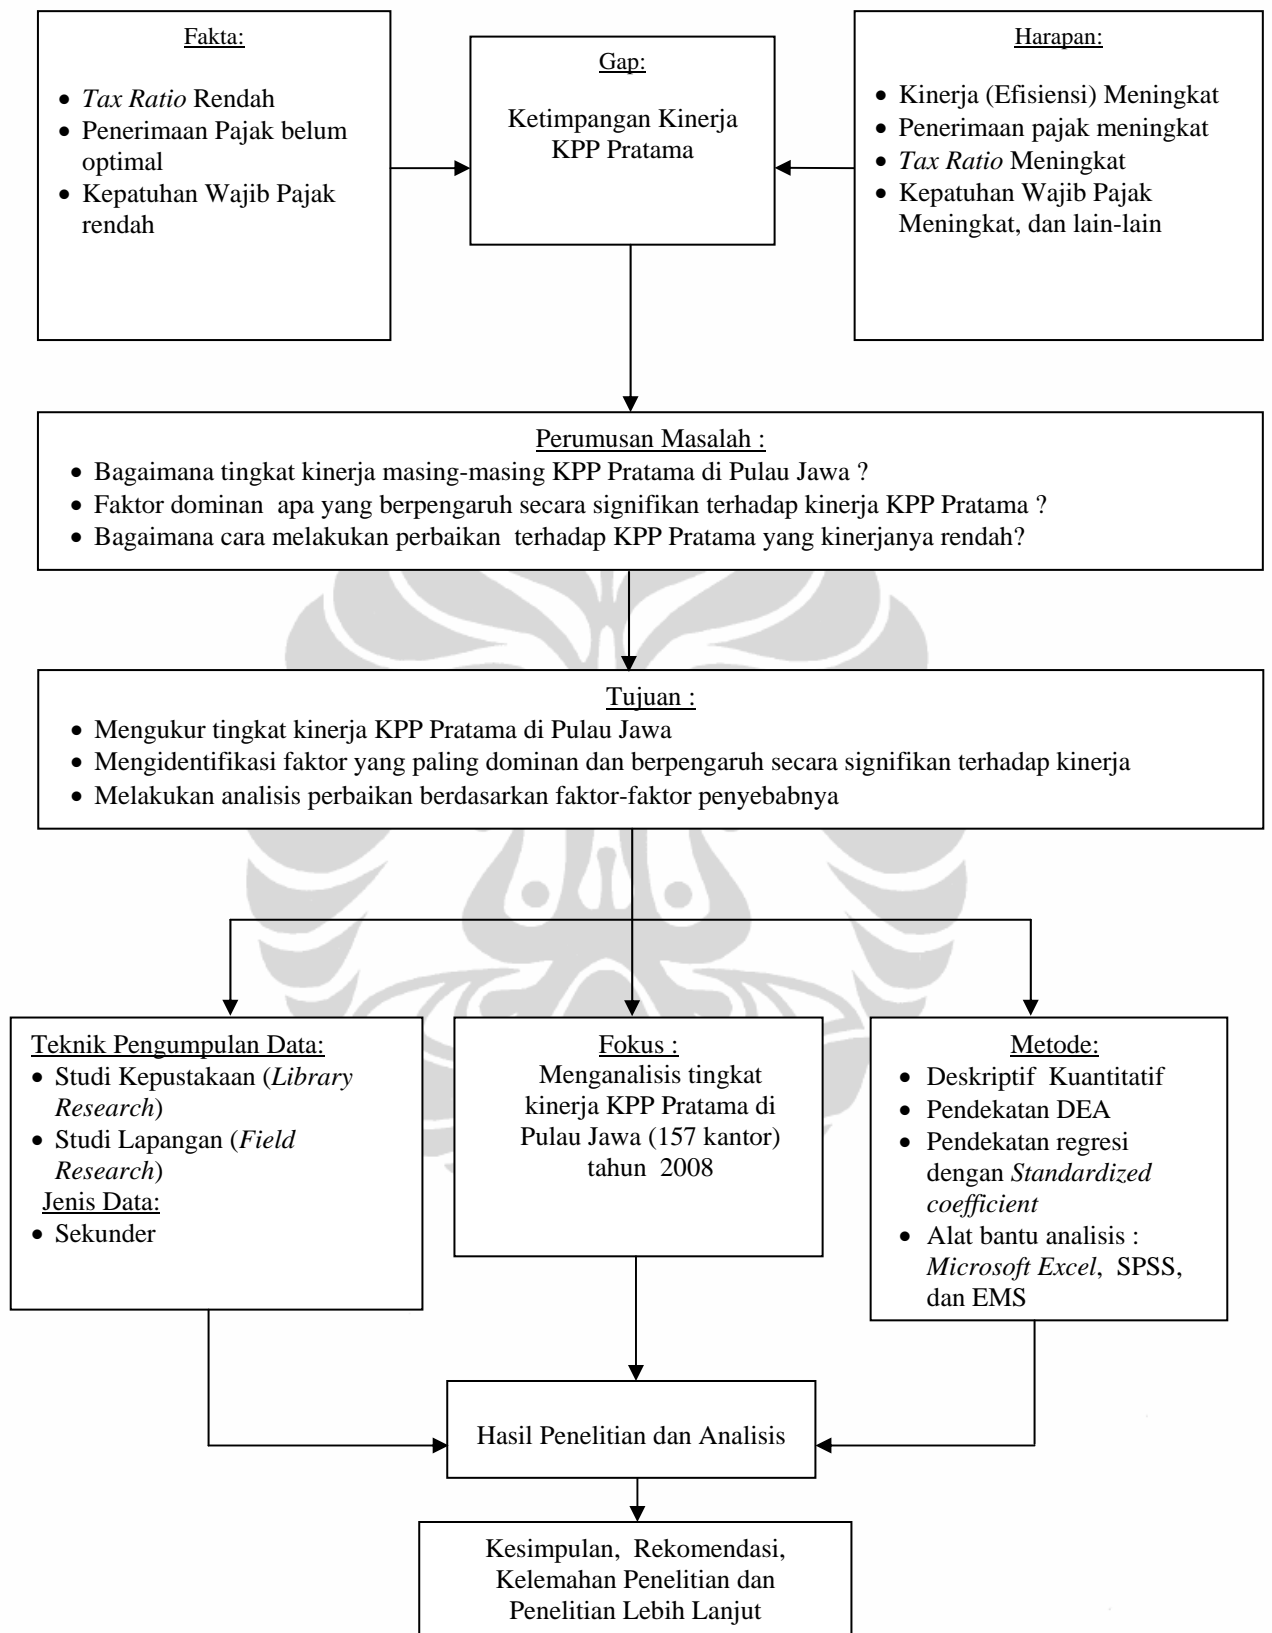 Fakta:
• Tax Ratio Rendah
• Penerimaan Pajak belum
optimal
• Kepatuhan Wajib Pajak
rendah
Gap:
Ketimpangan Kinerja
KPP Pratama
Harapan:
• Kinerja (Efisiensi) Meningkat
• Penerimaan pajak meningkat
• Tax Ratio Meningkat
• Kepatuhan Wajib Pajak
Meningkat, dan lain-lain
Perumusan Masalah :
• Bagaimana tingkat kinerja masing-masing KPP Pratama di Pulau Jawa ?
• Faktor dominan apa yang berpengaruh secara signifikan terhadap kinerja KPP Pratama ?
• Bagaimana cara melakukan perbaikan terhadap KPP Pratama yang kinerjanya rendah?
Tujuan :
• Mengukur tingkat kinerja KPP Pratama di Pulau Jawa
• Mengidentifikasi faktor yang paling dominan dan berpengaruh secara signifikan terhadap kinerja
• Melakukan analisis perbaikan berdasarkan faktor-faktor penyebabnya
Teknik Pengumpulan Data:
• Studi Kepustakaan (Library
Research)
• Studi Lapangan (Field
Research)
Jenis Data:
• Sekunder
Fokus :
Menganalisis tingkat
kinerja KPP Pratama di
Pulau Jawa (157 kantor)
tahun 2008
Metode:
• Deskriptif Kuantitatif
• Pendekatan DEA
• Pendekatan regresi
dengan Standardized
coefficient
• Alat bantu analisis :
Microsoft Excel, SPSS,
dan EMS
Hasil Penelitian dan Analisis
Kesimpulan, Rekomendasi,
Kelemahan Penelitian dan
Penelitian Lebih Lanjut